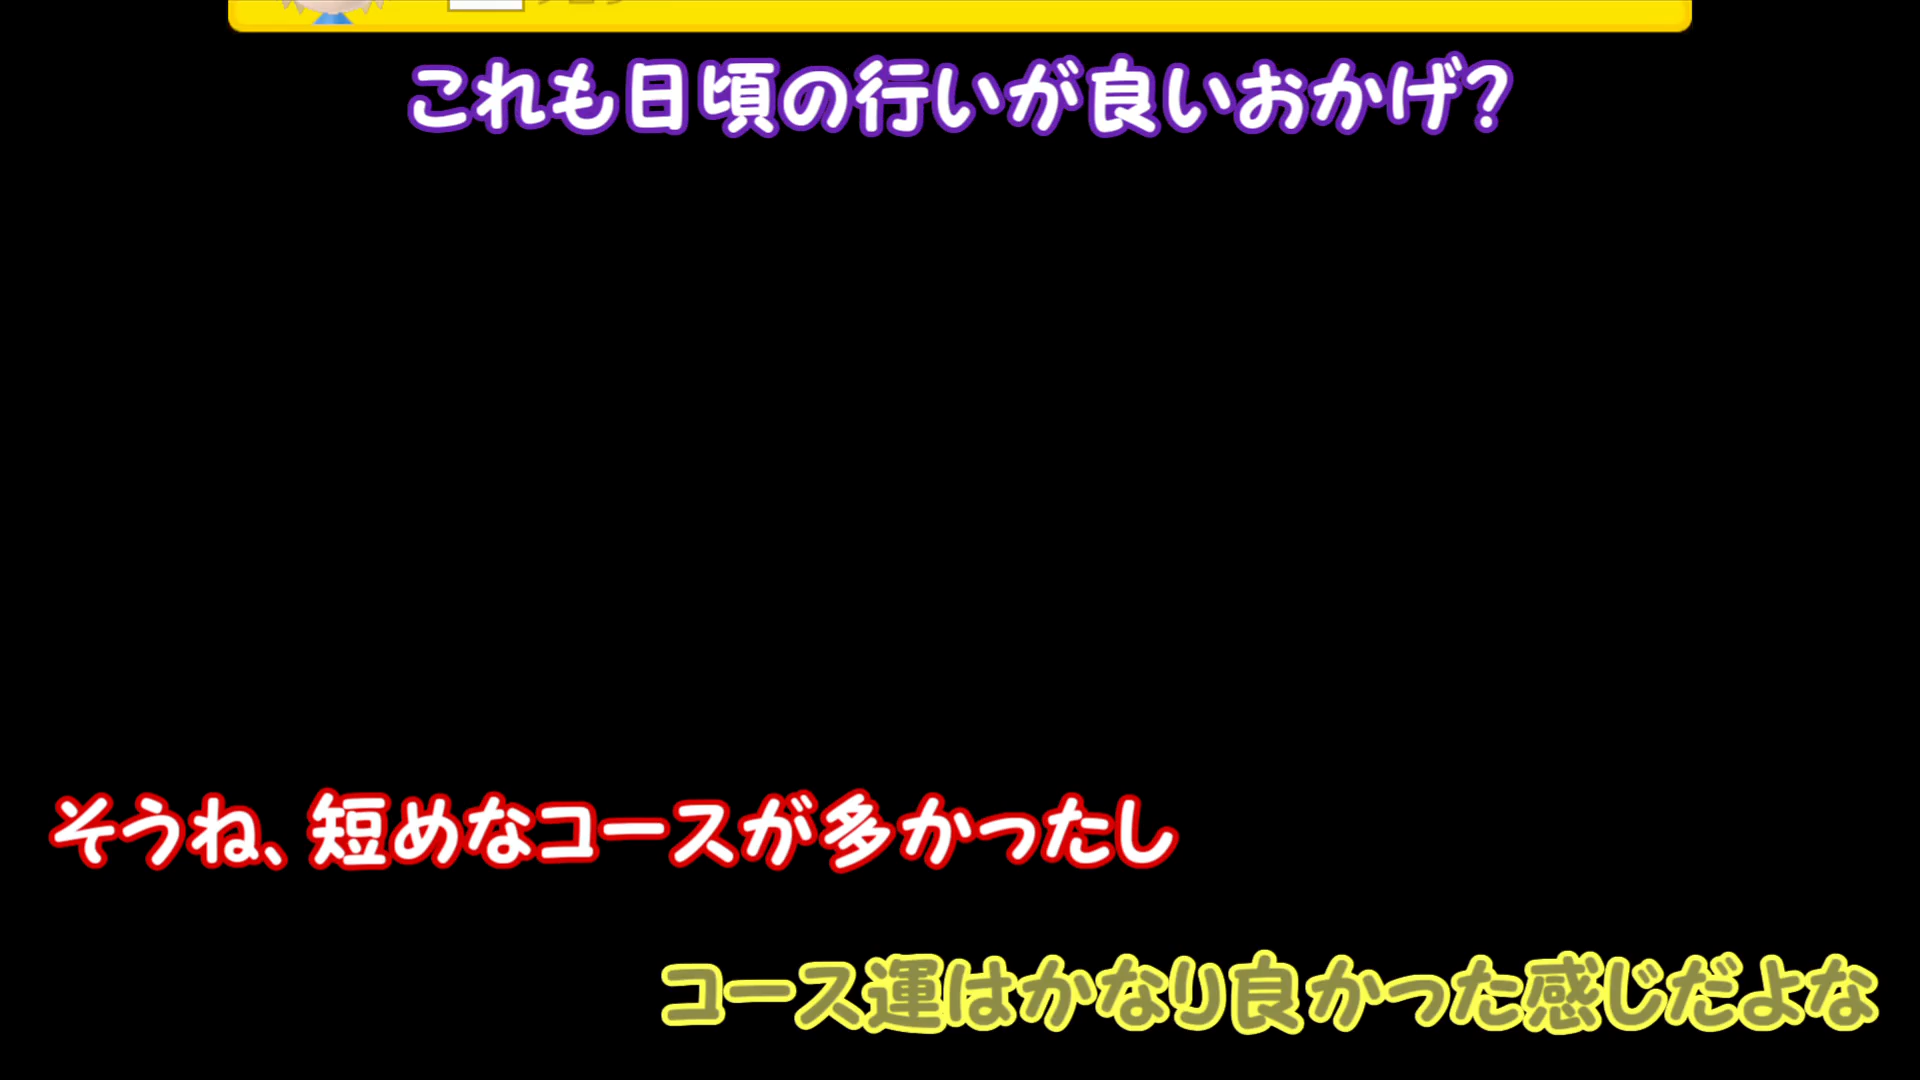 これも日頃の行いが良いおかげ?
そうね、短めなコースが多かったし
コース運はかなり良かった感じだよな